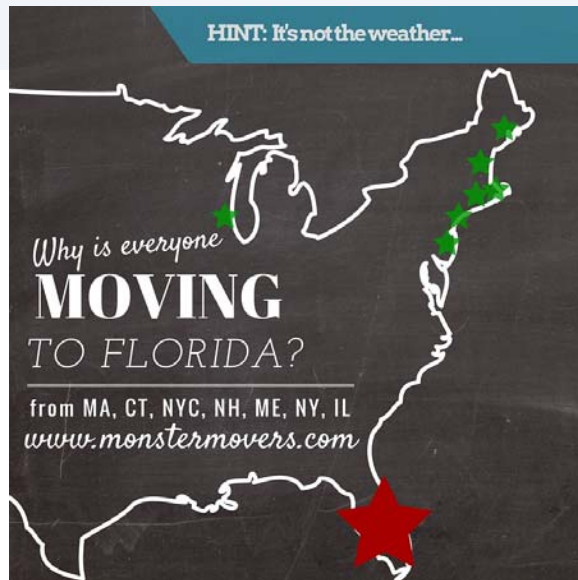 HINT: It's not the weather...
Why is everyone
MOVING
TO FLORIDA?
from MA, CT, NYC, NH, ME, NY, IL
www.monstermovers.com